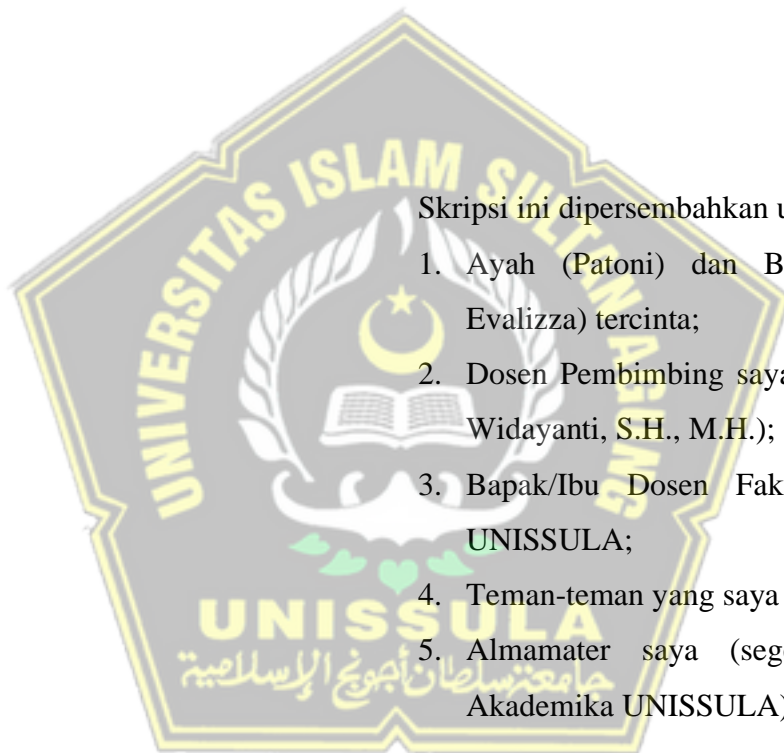 Skripsi ini dipersembahkan u
1. Ayah (Patoni) dan B
Evalizza) tercinta;
2. Dosen Pembimbing saya
Widayanti, S.H., M.H.);
3. Bapak/Ibu Dosen Fak
UNISSULA;
4. Teman-teman yang saya
5. Almamater saya (seg
Akademika UNISSULA)
UNIVERSITAS ISLAM SULTAN AGUNG
UNISSULA
جامعنسلطان أجونج الإسلامية